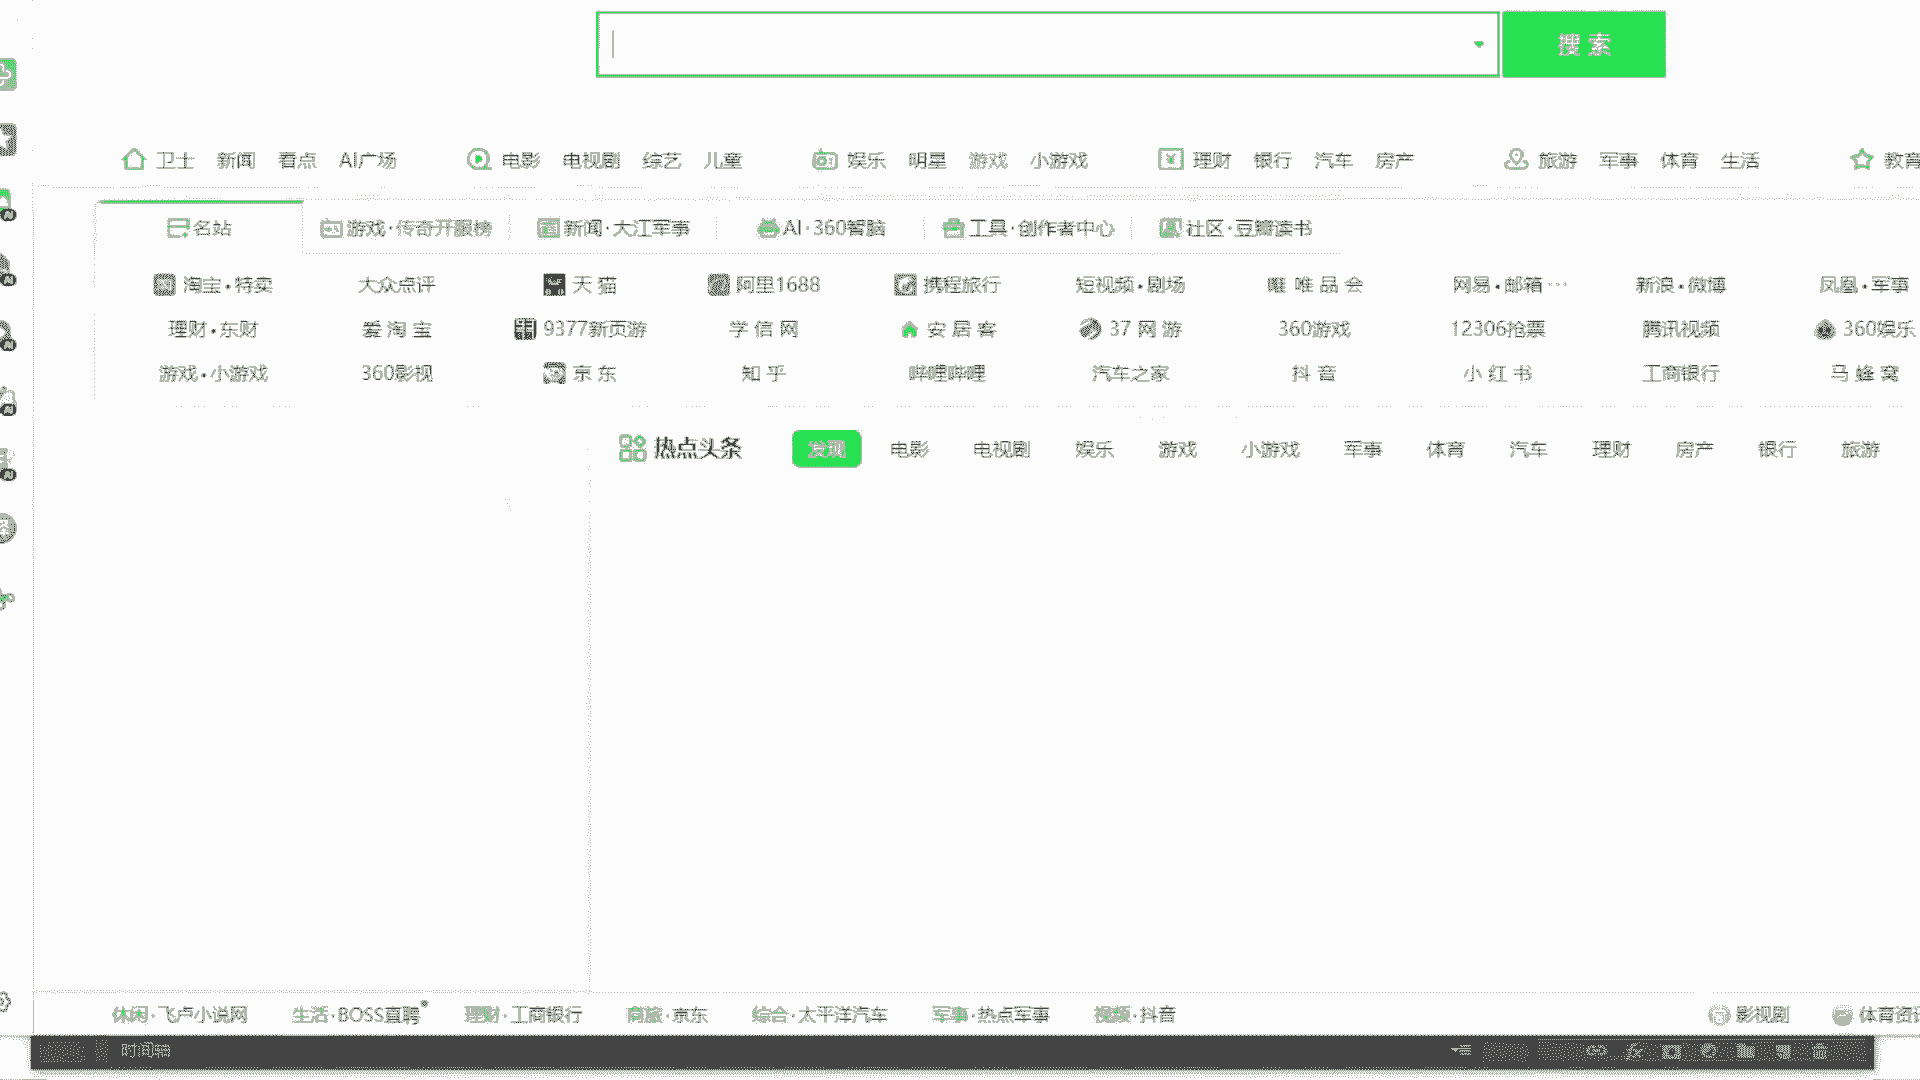 搜 索
卫士 新闻 看点 AI广场 电影 电视剧 综艺 儿童 娱乐 明星 游戏 小游戏 理财 银行 汽车 房产 旅游 军事 体育 生活 教育
名站 游戏·传奇开服榜 新闻·大江军事 AI·360智脑 工具·创作者中心 社区·豆瓣读书
淘宝•特卖 大众点评 天 猫 阿里1688 携程旅行 短视频•剧场 唯 品 会 网易•邮箱··· 新浪•微博 凤凰•军事
理财•东财 爱 淘 宝 9377新页游 学 信 网 安 居 客 37 网 游 360游戏 12306抢票 腾讯视频 360娱乐
游戏•小游戏 360影视 京 东 知 乎 哔哩哔哩 汽车之家 抖 音 小 红 书 工商银行 马 蜂 窝
热点头条 发现 电影 电视剧 娱乐 游戏 小游戏 军事 体育 汽车 理财 房产 银行 旅游
休闲·飞卢小说网 生活·BOSS直聘 理财·工商银行 商旅·京东 综合·太平洋汽车 军事·热点军事 视频·抖音 影视剧 体育资讯
时间轴